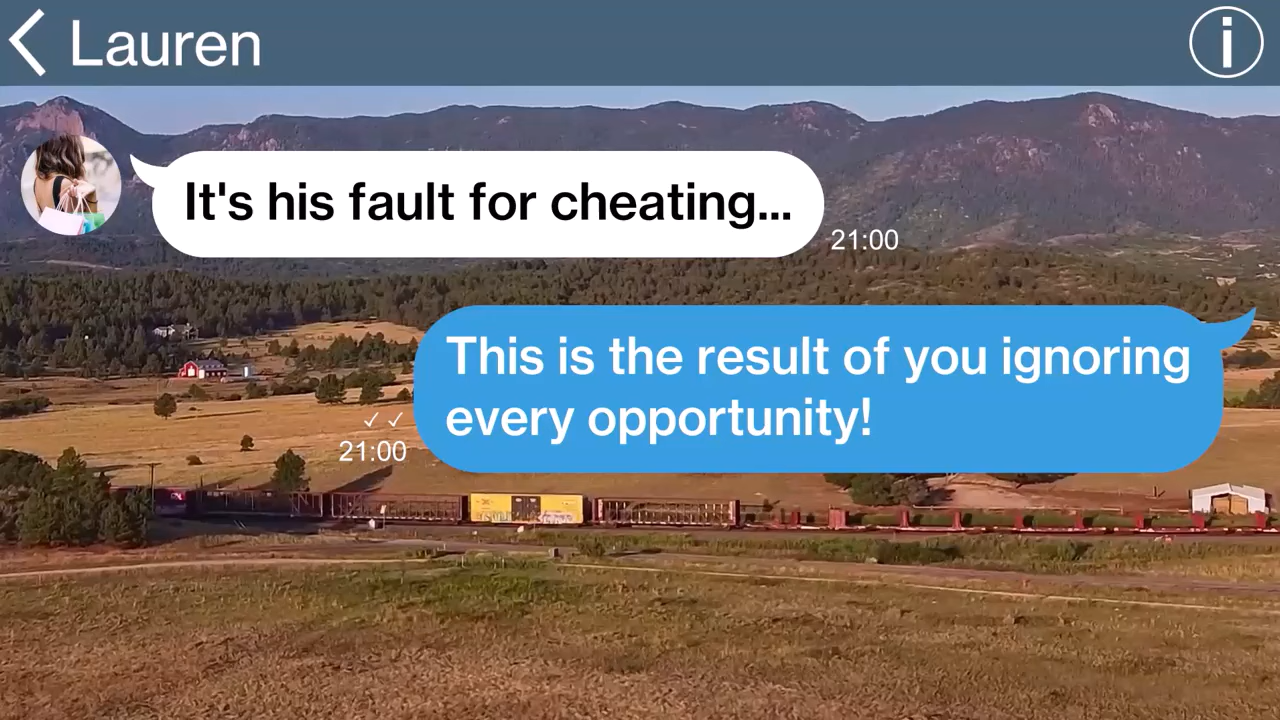 Lauren
It's his fault for cheating...
21:00
This is the result of you ignoring
every opportunity!
✓✓
21:00